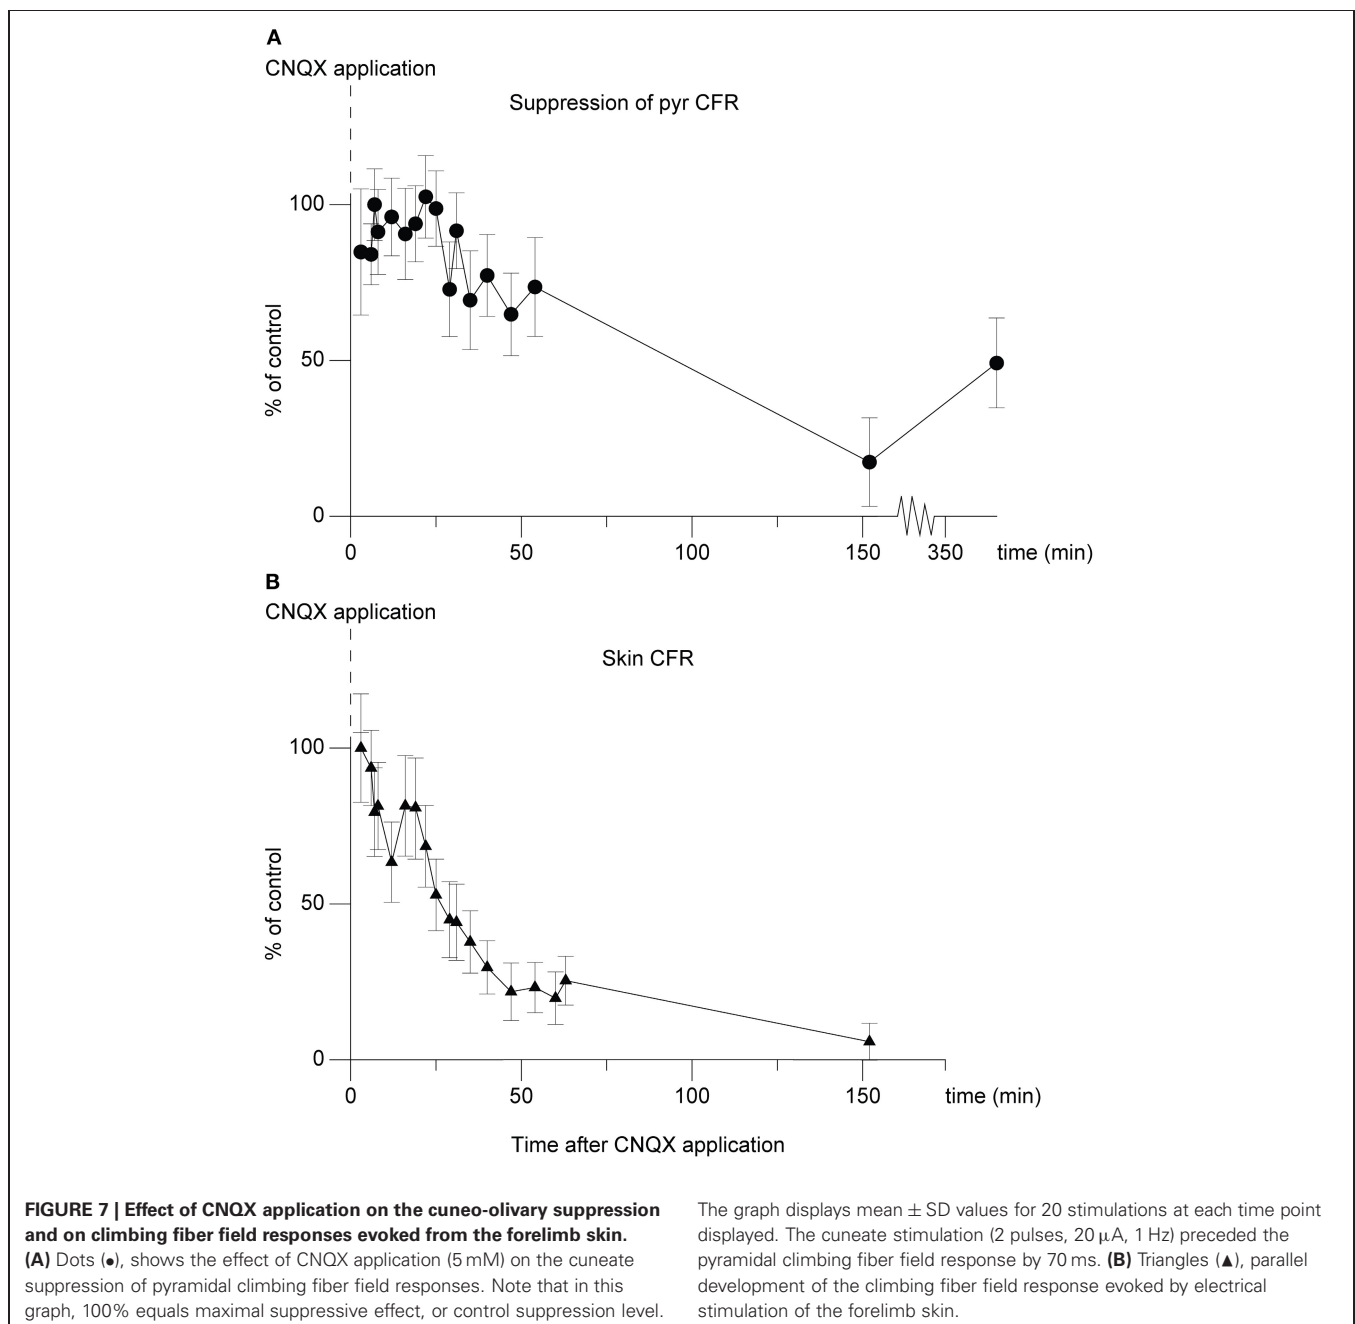 A
CNQX application
Suppression of pyr CFR
100
50
0
% of control
0 50 100 150 350 time (min)
B
CNQX application
Skin CFR
100
50
0
% of control
0 50 100 150 time (min)
Time after CNQX application
FIGURE 7 | Effect of CNQX application on the cuneo-olivary suppression
and on climbing fiber field responses evoked from the forelimb skin.
(A) Dots (●), shows the effect of CNQX application (5 mM) on the cuneate
suppression of pyramidal climbing fiber field responses. Note that in this
graph, 100% equals maximal suppressive effect, or control suppression level.
The graph displays mean ± SD values for 20 stimulations at each time point
displayed. The cuneate stimulation (2 pulses, 20 μA, 1 Hz) preceded the
pyramidal climbing fiber field response by 70 ms. (B) Triangles (▲), parallel
development of the climbing fiber field response evoked by electrical
stimulation of the forelimb skin.